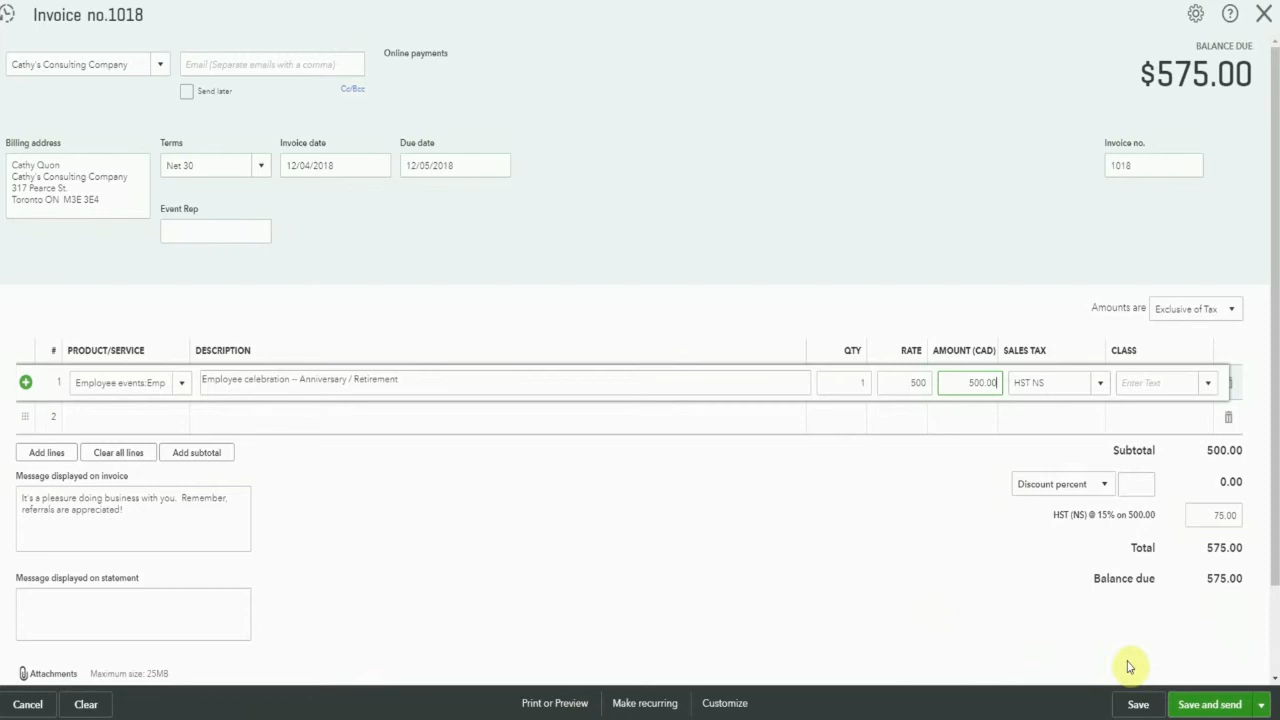 Invoice no.1018
BALANCE DUE
$575.00
Cathy's Consulting Company
Email (Separate emails with a comma)
Online payments
Send later
Cc/Bcc
Billing address
Cathy Quon
Cathy's Consulting Company
317 Pearce St.
Toronto ON M3E 3E4
Terms
Net 30
Invoice date
12/04/2018
Due date
12/05/2018
Invoice no.
1018
Event Rep
Amounts are Exclusive of Tax
# PRODUCT/SERVICE DESCRIPTION QTY RATE AMOUNT (CAD) SALES TAX CLASS
1 Employee events:Emp Employee celebration -- Anniversary / Retirement 1 500 500.00 HST NS Enter Text
2
Add lines Clear all lines Add subtotal
Subtotal 500.00
Message displayed on invoice
It's a pleasure doing business with you. Remember,
referrals are appreciated!
Discount percent 0.00
HST (NS) @ 15% on 500.00 75.00
Total 575.00
Balance due 575.00
Message displayed on statement
Attachments Maximum size: 25MB
Cancel Clear Print or Preview Make recurring Customize Save Save and send